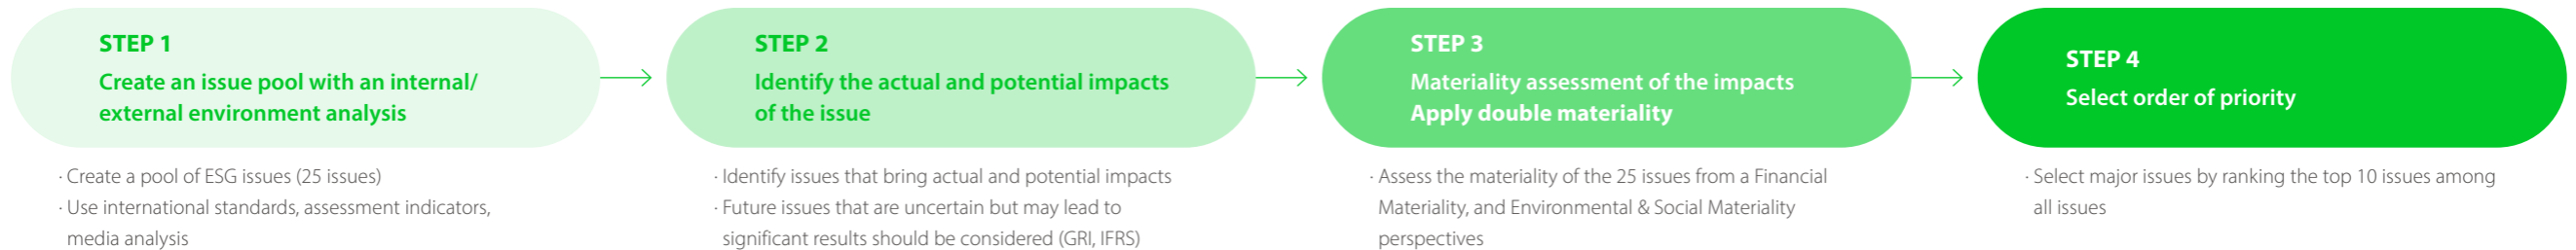 STEP 1
Create an issue pool with an internal/
external environment analysis
· Create a pool of ESG issues (25 issues)
· Use international standards, assessment indicators,
media analysis
STEP 2
Identify the actual and potential impacts
of the issue
· Identify issues that bring actual and potential impacts
· Future issues that are uncertain but may lead to
significant results should be considered (GRI, IFRS)
STEP 3
Materiality assessment of the impacts
Apply double materiality
· Assess the materiality of the 25 issues from a Financial
Materiality, and Environmental & Social Materiality
perspectives
STEP 4
Select order of priority
· Select major issues by ranking the top 10 issues among
all issues